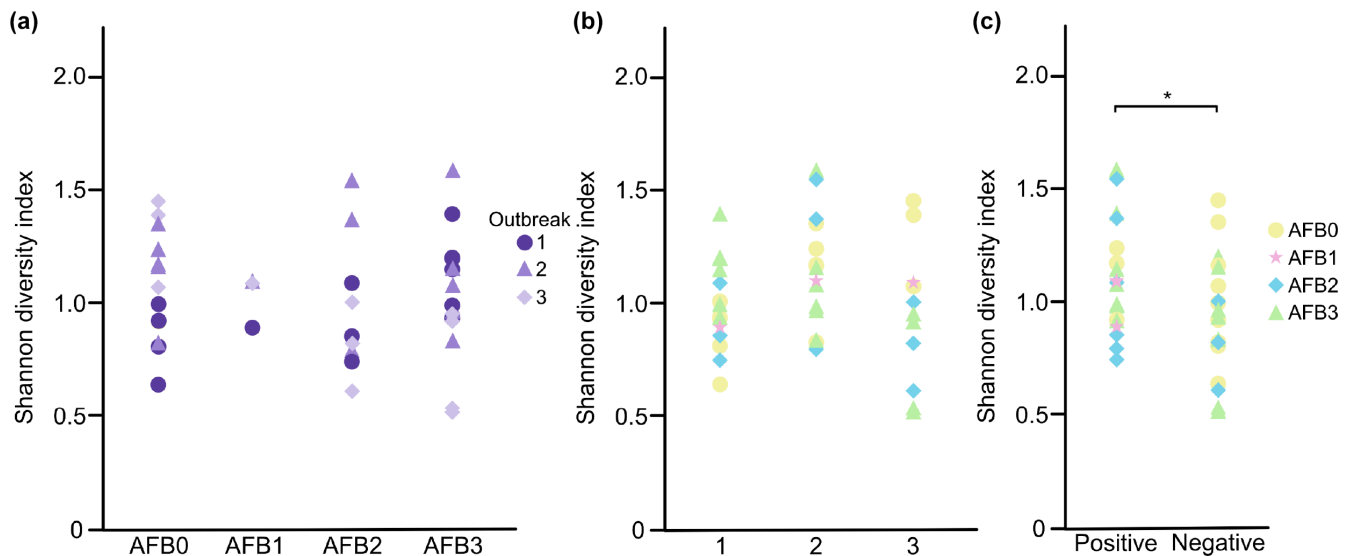 (a)
2.0
1.5
1.0
0.5
0
Shannon diversity index
AFB0 AFB1 AFB2 AFB3
Outbreak
1
2
3
(b)
2.0
1.5
1.0
0.5
0
Shannon diversity index
1 2 3
(c)
2.0
1.5
1.0
0.5
0
Shannon diversity index
*
Positive Negative
AFB0
AFB1
AFB2
AFB3